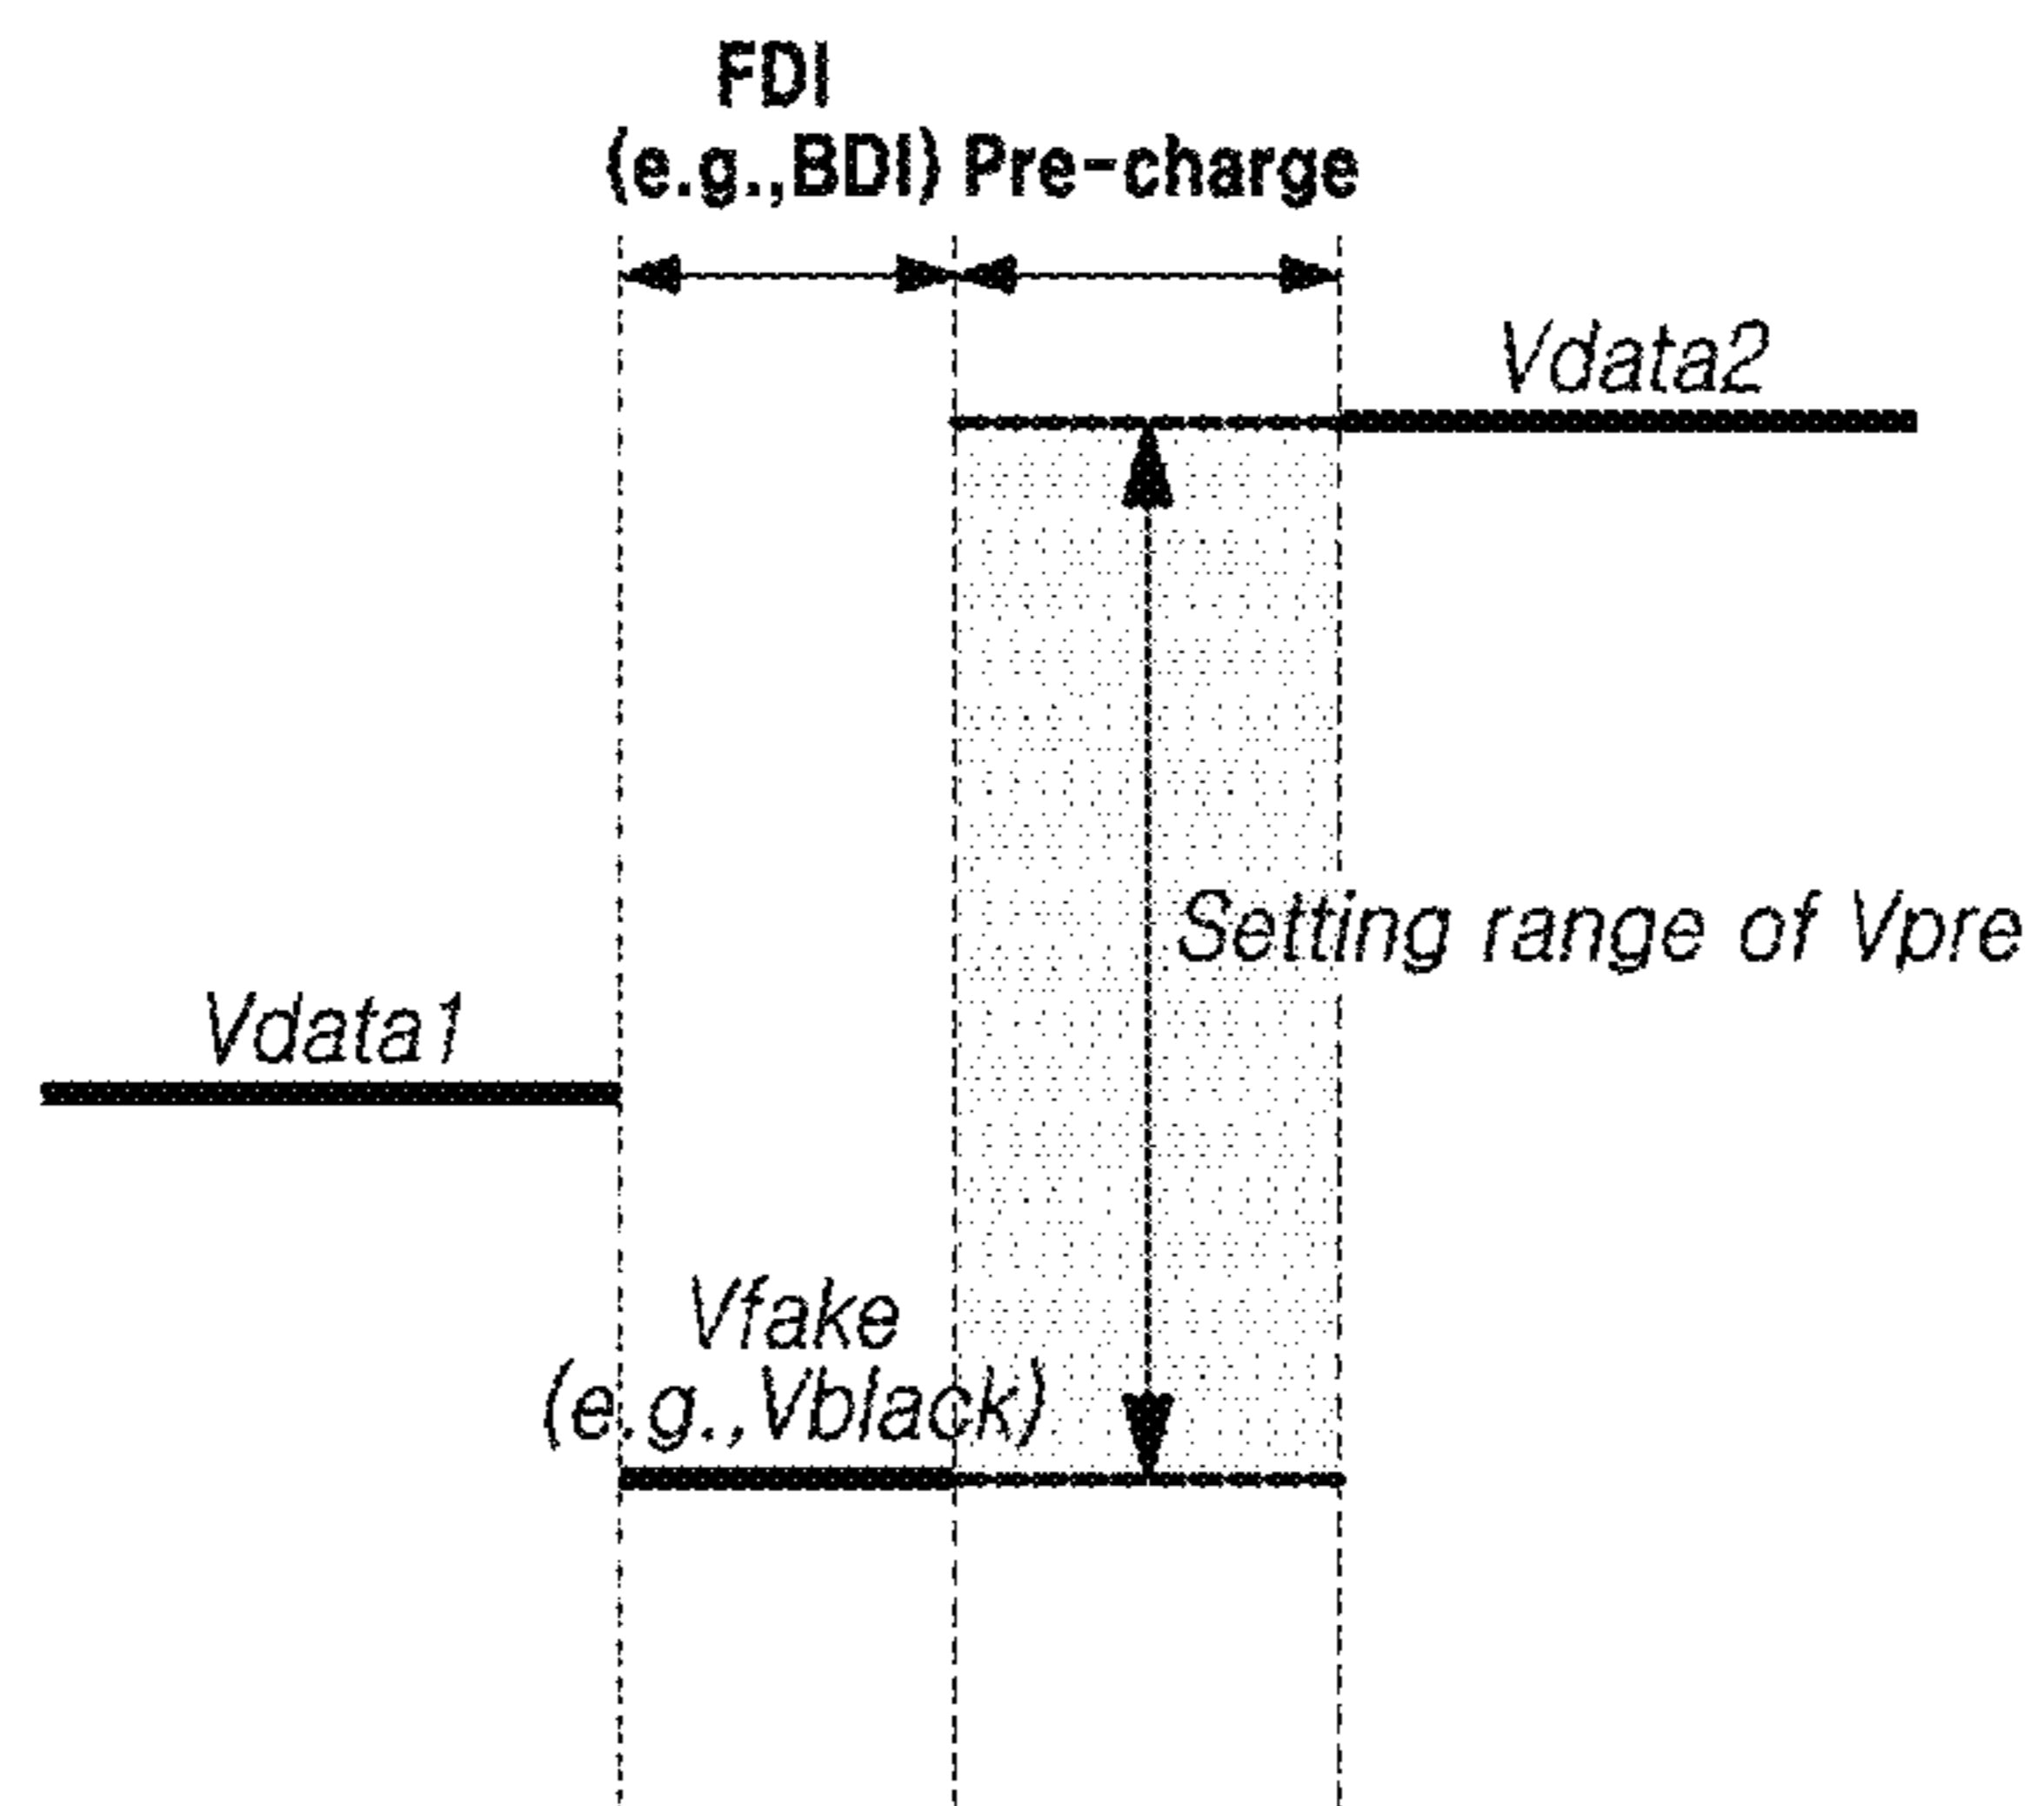 FDI
(e.g.,BDI) Pre-charge
Vdata2
Setting range of Vpre
Vdata1
Vfake
(e.g.,Vblack)